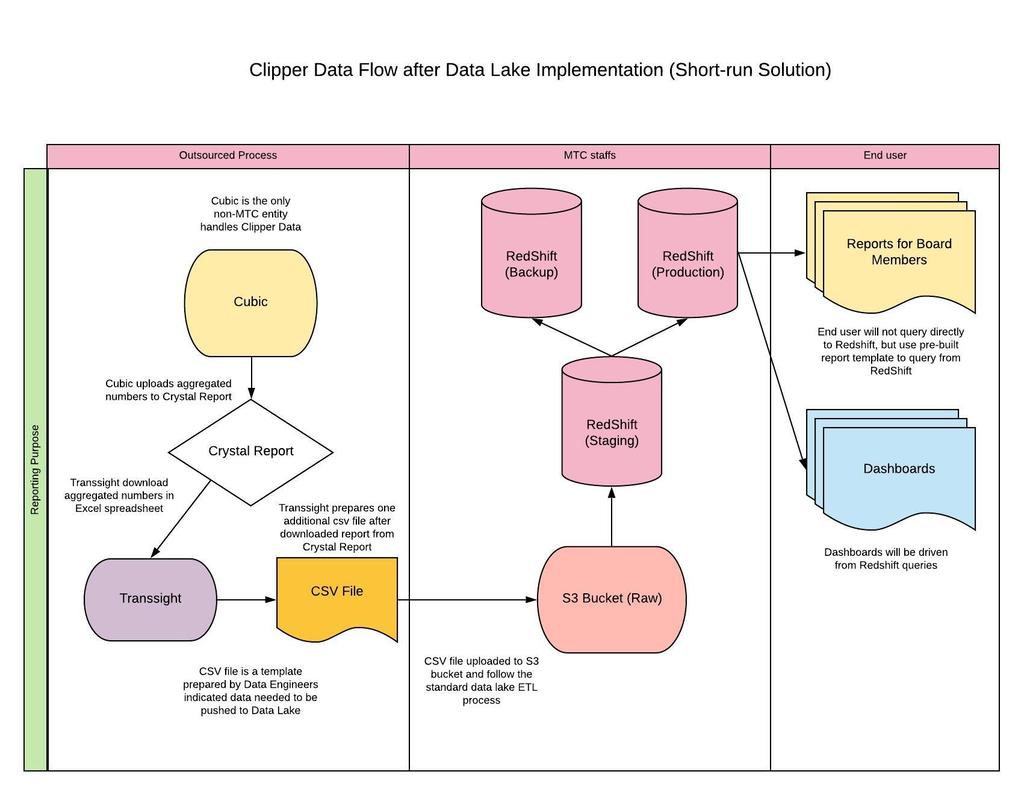 Clipper Data Flow after Data Lake Implementation (Short-run Solution)
Outsourced Process
MTC staffs
End user
Reporting Purpose
Cubic is the only
non-MTC entity
handles Clipper Data
Cubic
Cubic uploads aggregated
numbers to Crystal Report
Crystal Report
Transsight download
aggregated numbers in
Excel spreadsheet
Transsight prepares one
additional csv file after
downloaded report from
Crystal Report
Transsight
CSV File
CSV file is a template
prepared by Data Engineers
indicated data needed to be
pushed to Data Lake
RedShift
(Backup)
RedShift
(Production)
RedShift
(Staging)
S3 Bucket (Raw)
CSV file uploaded to S3
bucket and follow the
standard data lake ETL
process
Reports for Board
Members
End user will not query directly
to Redshift, but use pre-built
report template to query from
RedShift
Dashboards
Dashboards will be driven
from Redshift queries